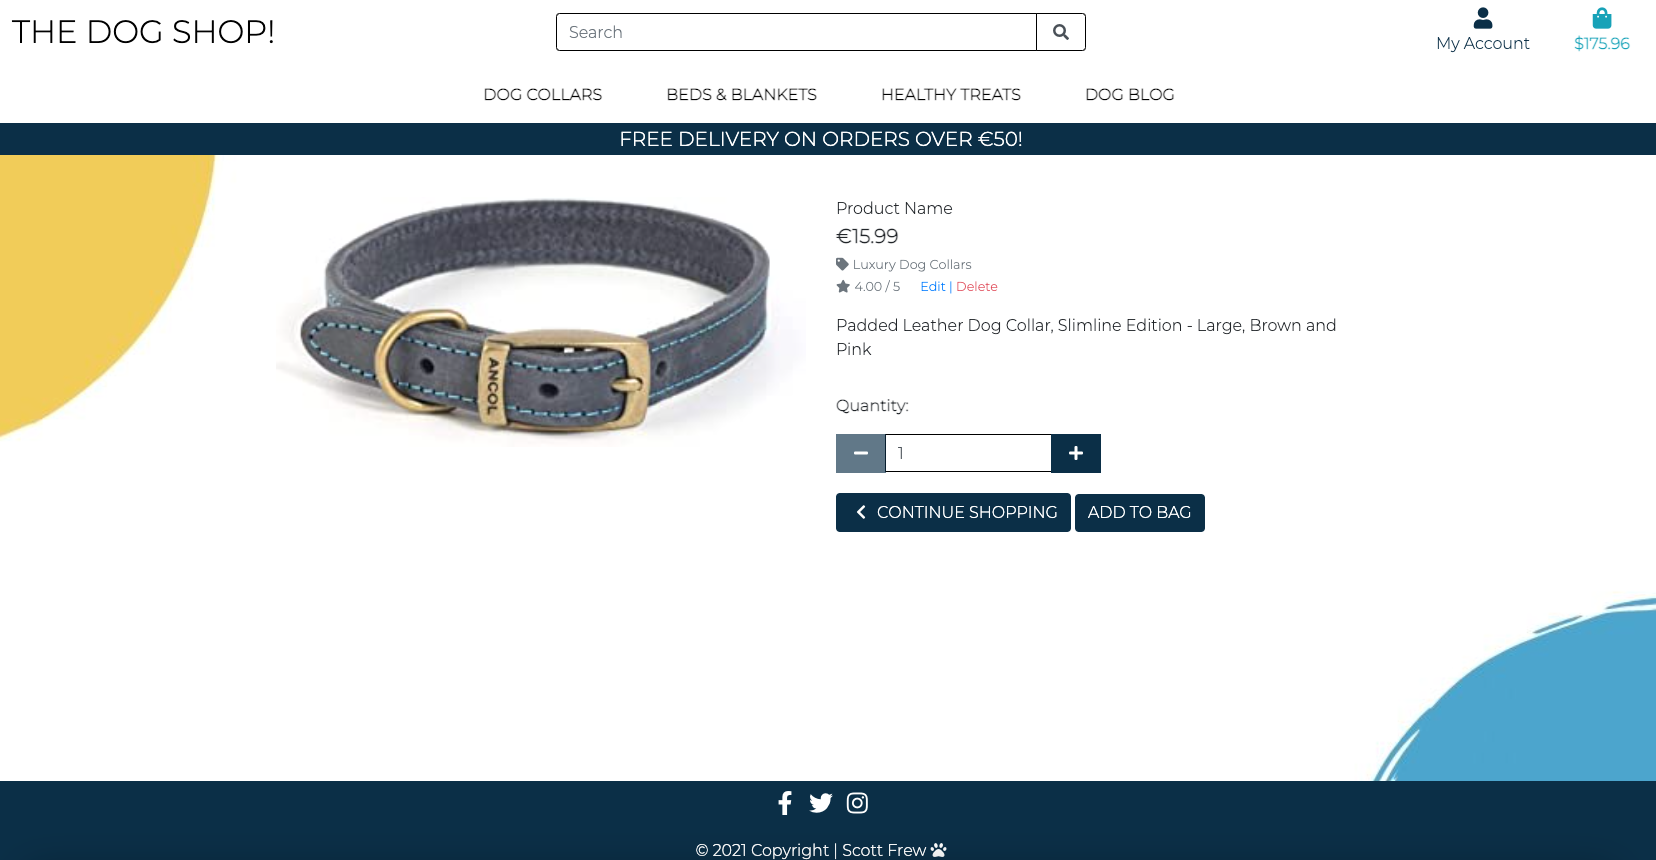 THE DOG SHOP!
Search
My Account
$175.96
DOG COLLARS
BEDS & BLANKETS
HEALTHY TREATS
DOG BLOG
FREE DELIVERY ON ORDERS OVER €50!
ANCOL
Product Name
€15.99
Luxury Dog Collars
4.00 / 5 Edit | Delete
Padded Leather Dog Collar, Slimline Edition - Large, Brown and
Pink
Quantity:
1
CONTINUE SHOPPING
ADD TO BAG
© 2021 Copyright | Scott Frew